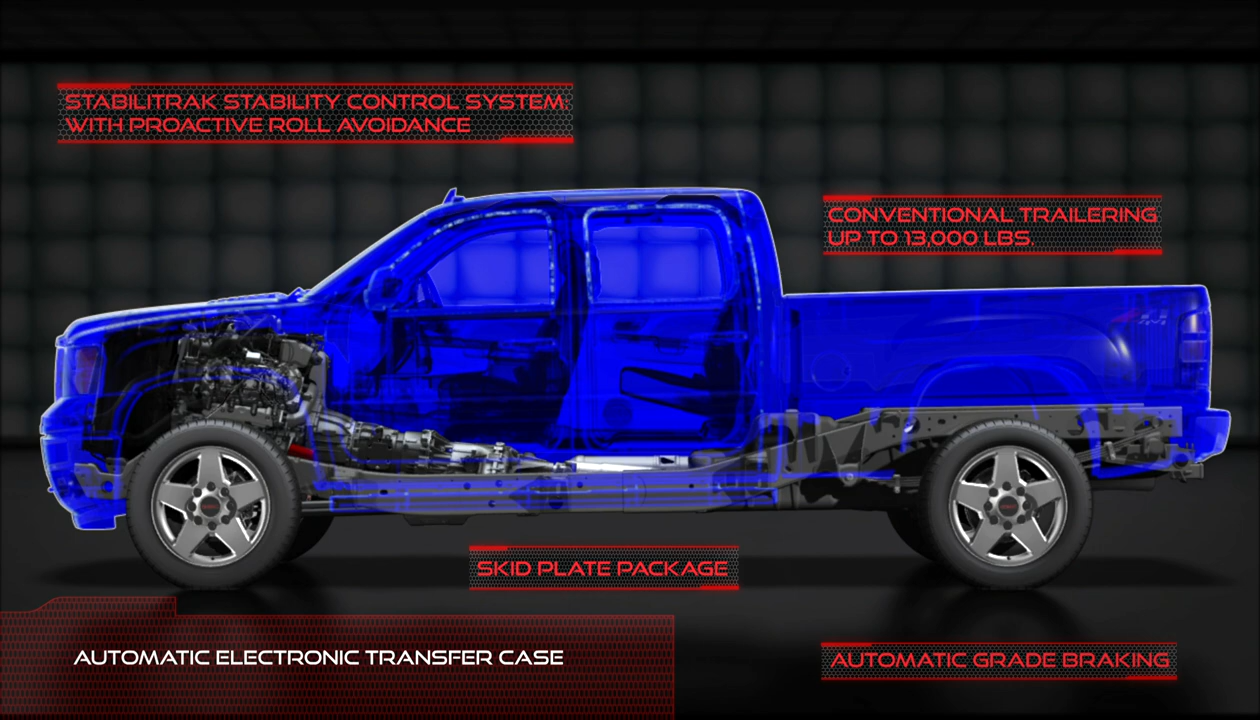 STABILITRAK STABILITY CONTROL SYSTEM:
WITH PROACTIVE ROLL AVOIDANCE
CONVENTIONAL TRAILERING
UP TO 13,000 LBS.
SKID PLATE PACKAGE
AUTOMATIC ELECTRONIC TRANSFER CASE
AUTOMATIC GRADE BRAKING